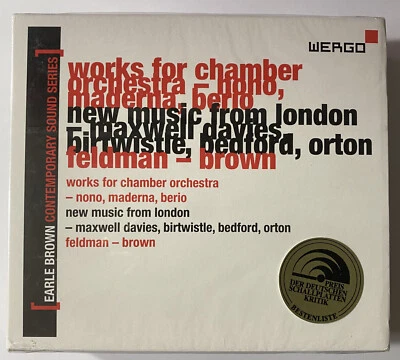 WERGO
works for chamber
orchestra – nono,
maderna, berio
new music from london
– maxwell davies,
birtwistle, bedford, orton
feldman – brown
works for chamber orchestra
– nono, maderna, berio
new music from london
– maxwell davies, birtwistle, bedford, orton
feldman – brown
[EARLE BROWN CONTEMPORARY SOUND SERIES]
PREIS
DER DEUTSCHEN
SCHALLPLATTEN
KRITIK
BESTENLISTE